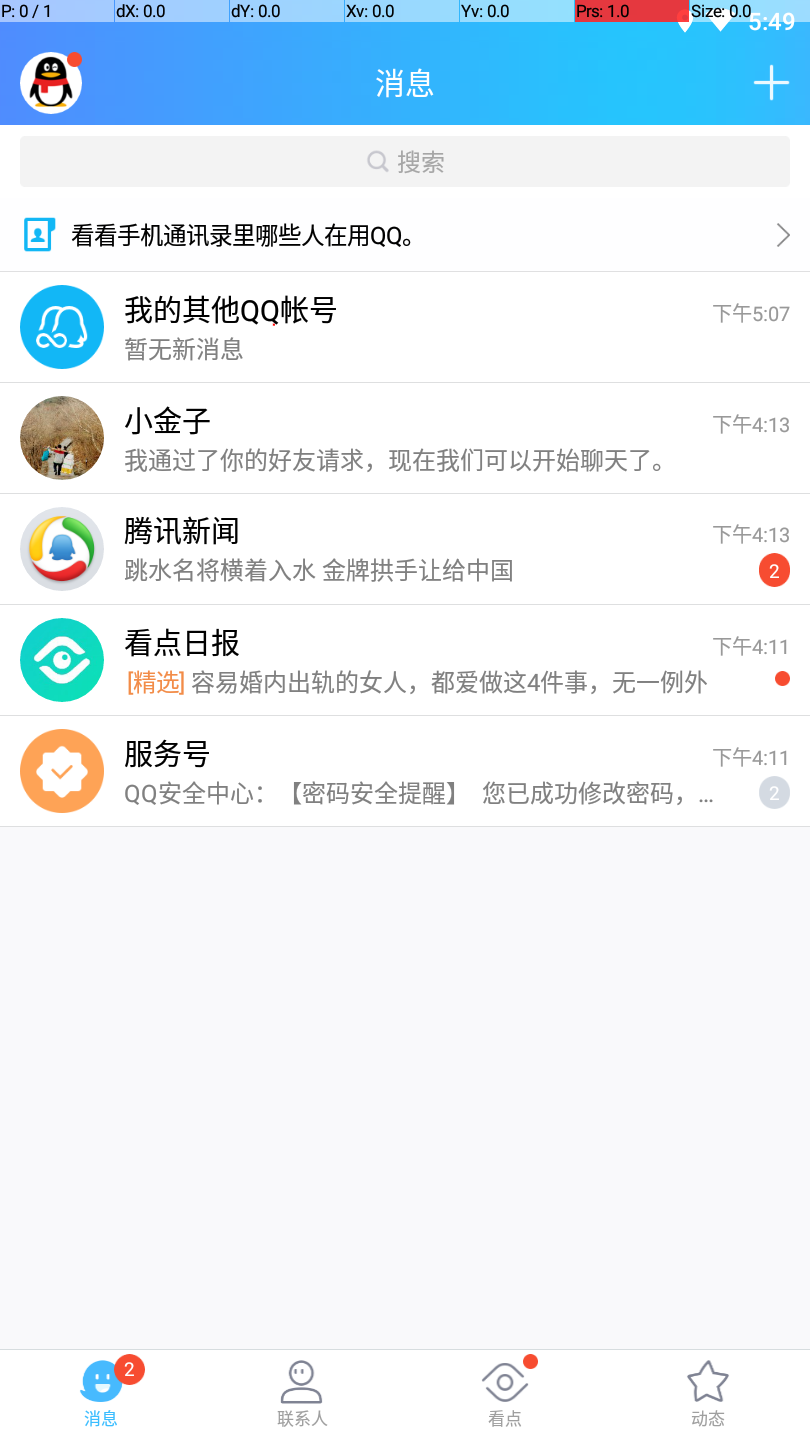 P: 0 / 1 dX: 0.0 dY: 0.0 Xv: 0.0 Yv: 0.0 Prs: 1.0 Size: 0.0
5:49
消息
搜索
看看手机通讯录里哪些人在用QQ。
我的其他QQ帐号 下午5:07
暂无新消息
小金子 下午4:13
我通过了你的好友请求，现在我们可以开始聊天了。
腾讯新闻 下午4:13
跳水名将横着入水 金牌拱手让给中国 2
看点日报 下午4:11
[精选] 容易婚内出轨的女人，都爱做这4件事，无一例外
服务号 下午4:11
QQ安全中心：【密码安全提醒】 您已成功修改密码，... 2
2
消息 联系人 看点 动态